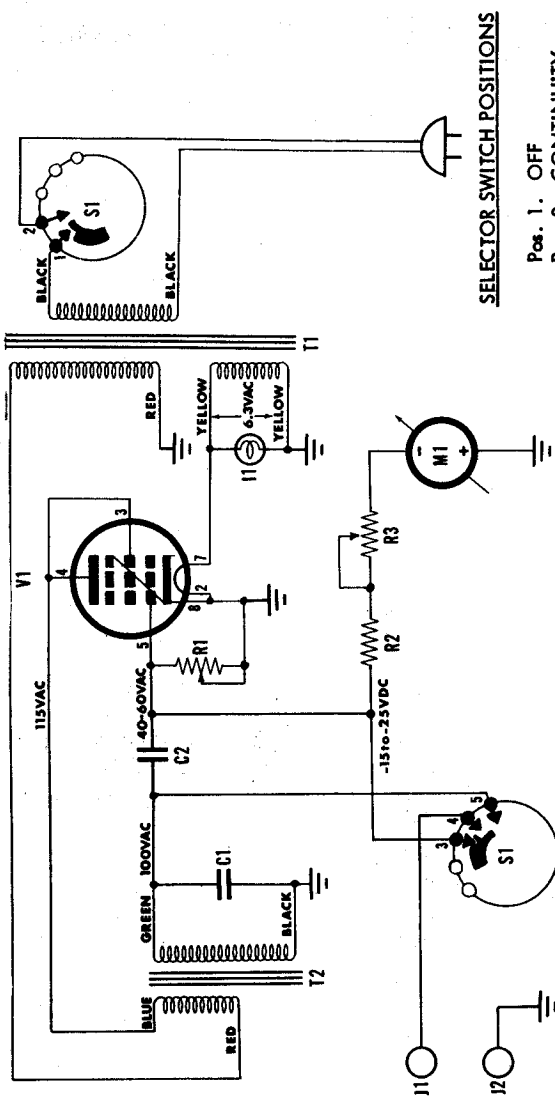 V1
115VAC
4
3
BLUE
RED
T2
GREEN
100VAC
BLACK
C1
C2
40-60VAC
5
R1
8
2
7
YELLOW
6.3VAC
YELLOW
I1
RED
T1
BLACK
BLACK
1
2
S1
-15to-25VDC
R2
R3
-
M1
+
J1
J2
3
4
5
S1
SELECTOR SWITCH POSITIONS
Pos. 1. OFF